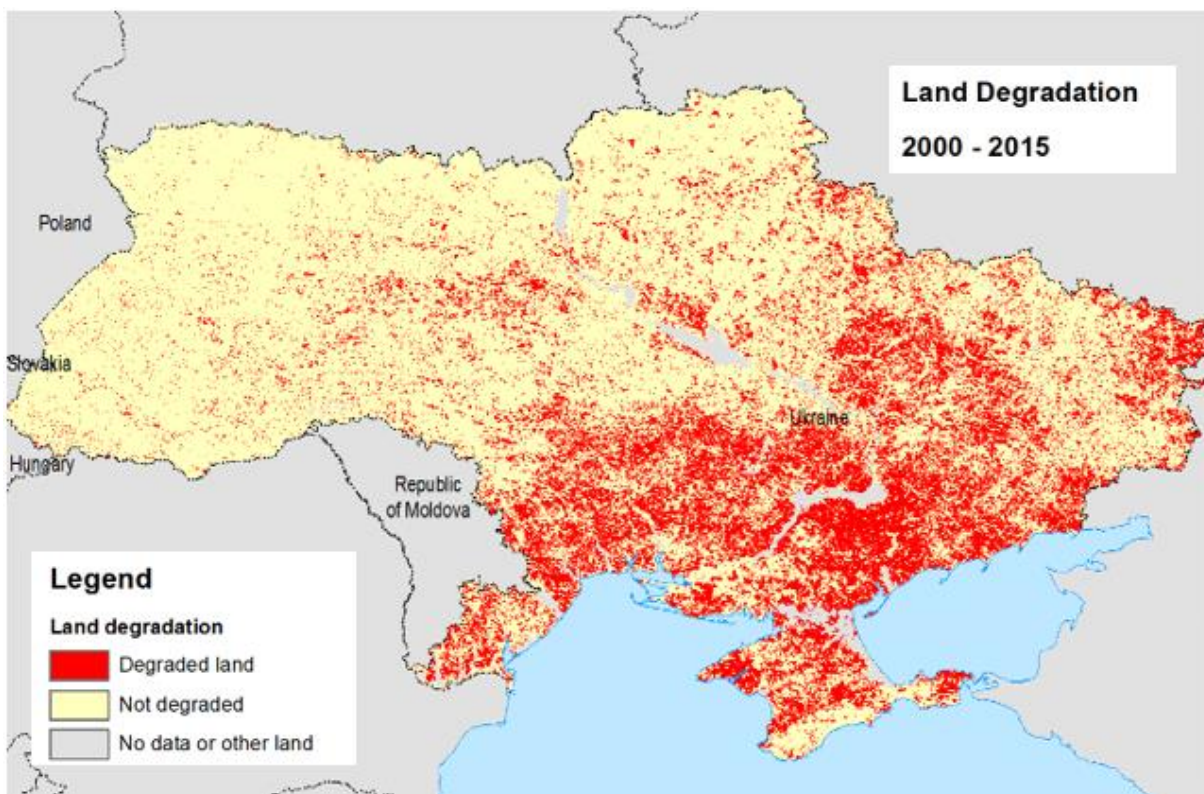 Land Degradation
2000 - 2015
Poland
Slovakia
Ukraine
Hungary
Republic
of Moldova
Legend
Land degradation
Degraded land
Not degraded
No data or other land